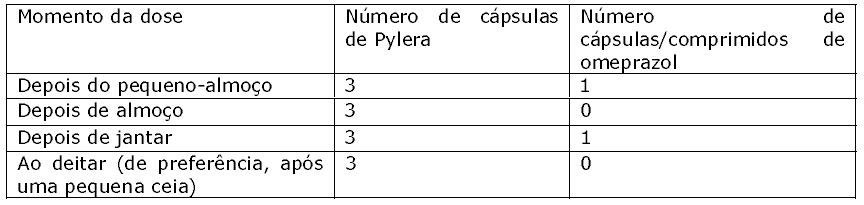 Momento da dose
Número de cápsulas
de Pylera
Número de
cápsulas/comprimidos de
omeprazol
Depois do pequeno-almoço 3 1
Depois de almoço 3 0
Depois de jantar 3 1
Ao deitar (de preferência, após 3 0
uma pequena ceia)